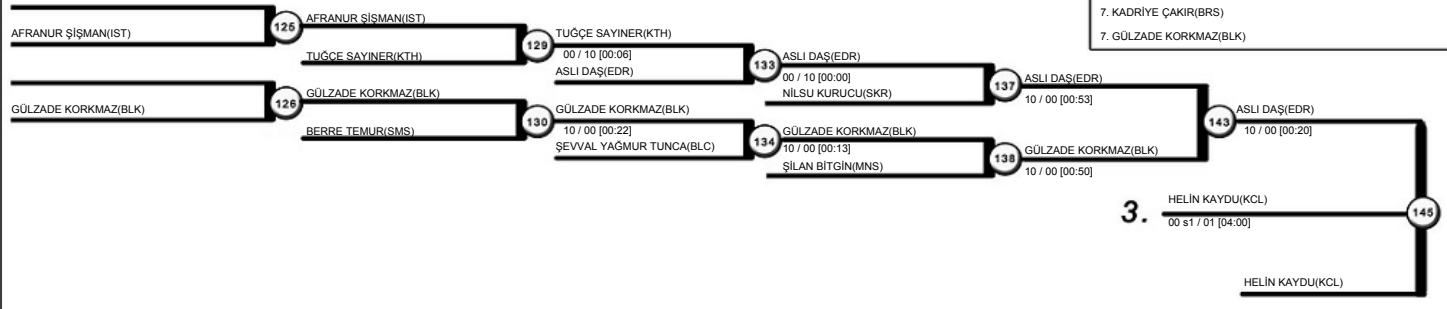 7. KADRİYE ÇAKIR(BRS)
7. GÜLZADE KORKMAZ(BLK)
AFRANUR ŞİŞMAN(IST)
125
AFRANUR ŞİŞMAN(IST)
TUĞÇE SAYINER(KTH)
129
TUĞÇE SAYINER(KTH)
00 / 10 [00:06]
ASLI DAŞ(EDR)
133
ASLI DAŞ(EDR)
00 / 10 [00:00]
NİLSU KURUCU(SKR)
137
ASLI DAŞ(EDR)
10 / 00 [00:53]
GÜLZADE KORKMAZ(BLK)
126
GÜLZADE KORKMAZ(BLK)
BERRE TEMUR(SMS)
130
GÜLZADE KORKMAZ(BLK)
10 / 00 [00:22]
ŞEVVAL YAĞMUR TUNCA(BLC)
134
GÜLZADE KORKMAZ(BLK)
10 / 00 [00:13]
ŞİLAN BİTGİN(MNS)
138
GÜLZADE KORKMAZ(BLK)
10 / 00 [00:50]
143
ASLI DAŞ(EDR)
10 / 00 [00:20]
3.
HELİN KAYDU(KCL)
00 s1 / 01 [04:00]
145
HELİN KAYDU(KCL)